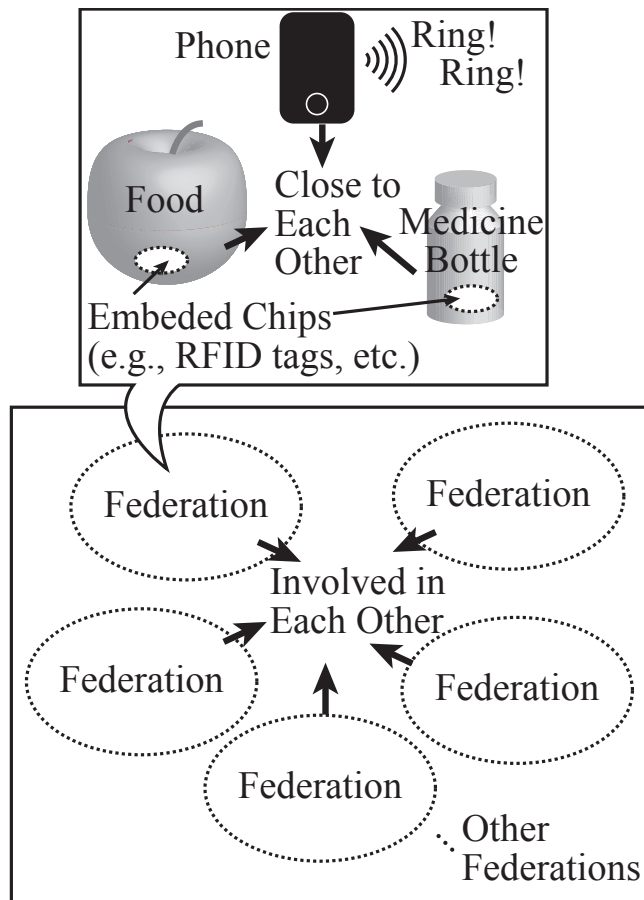 Phone
Ring!
Ring!
Food
Close to
Each
Other
Medicine
Bottle
Embeded Chips
(e.g., RFID tags, etc.)
Federation
Federation
Involved in
Each Other
Federation
Federation
Federation
Other
Federations